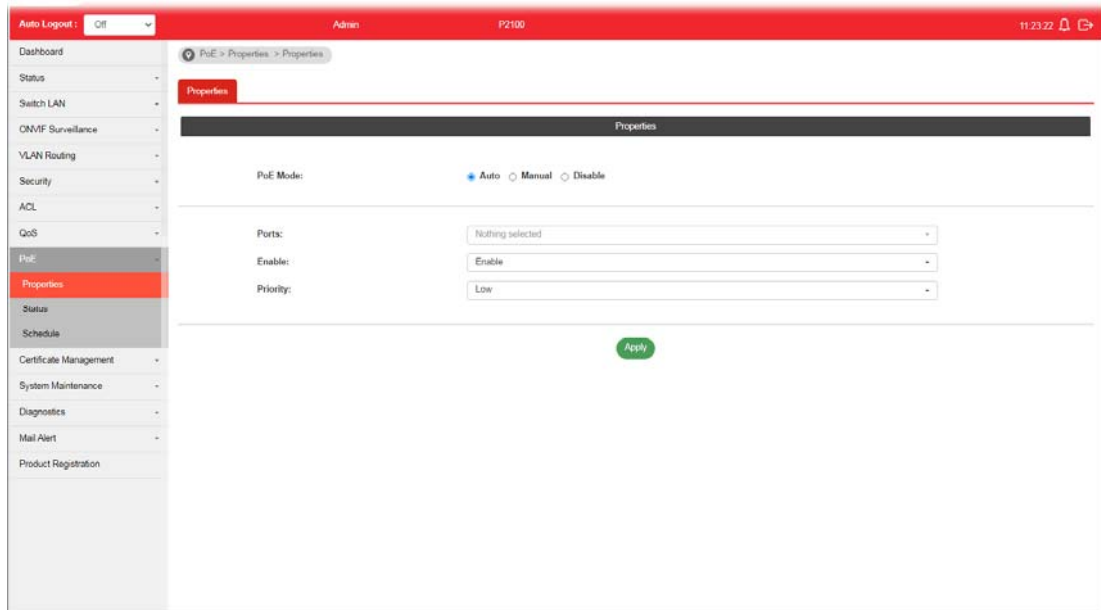 Auto Logout : Off Admin P2100 11:23:22
Dashboard
Status
Switch LAN
ONVIF Surveillance
VLAN Routing
Security
ACL
QoS
PoE
Properties
Status
Schedule
Certificate Management
System Maintenance
Diagnostics
Mail Alert
Product Registration
PoE > Properties > Properties
Properties
Properties
PoE Mode: Auto Manual Disable
Ports: Nothing selected
Enable: Enable
Priority: Low
Apply